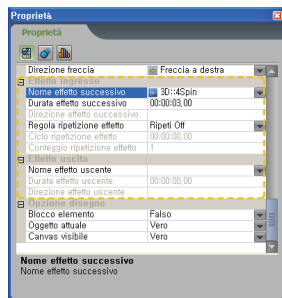 Proprietà
Proprietà
Direzione freccia Freccia a destra
Effetto ingresso
Nome effetto successivo 3D::4Spin
Durata effetto successivo 00:00:03,00
Direzione effetto successivo
Regola ripetizione effetto Ripeti Off
Ciclo ripetizione effetto 00:00:00,00
Conteggio ripetizione effetto 1
Effetto uscita
Nome effetto uscente
Durata effetto uscente 00:00:00,00
Direzione effetto uscente
Opzione disegno
Blocco elemento Falso
Oggetto attuale Vero
Canvas visibile Vero
Nome effetto successivo
Nome effetto successivo